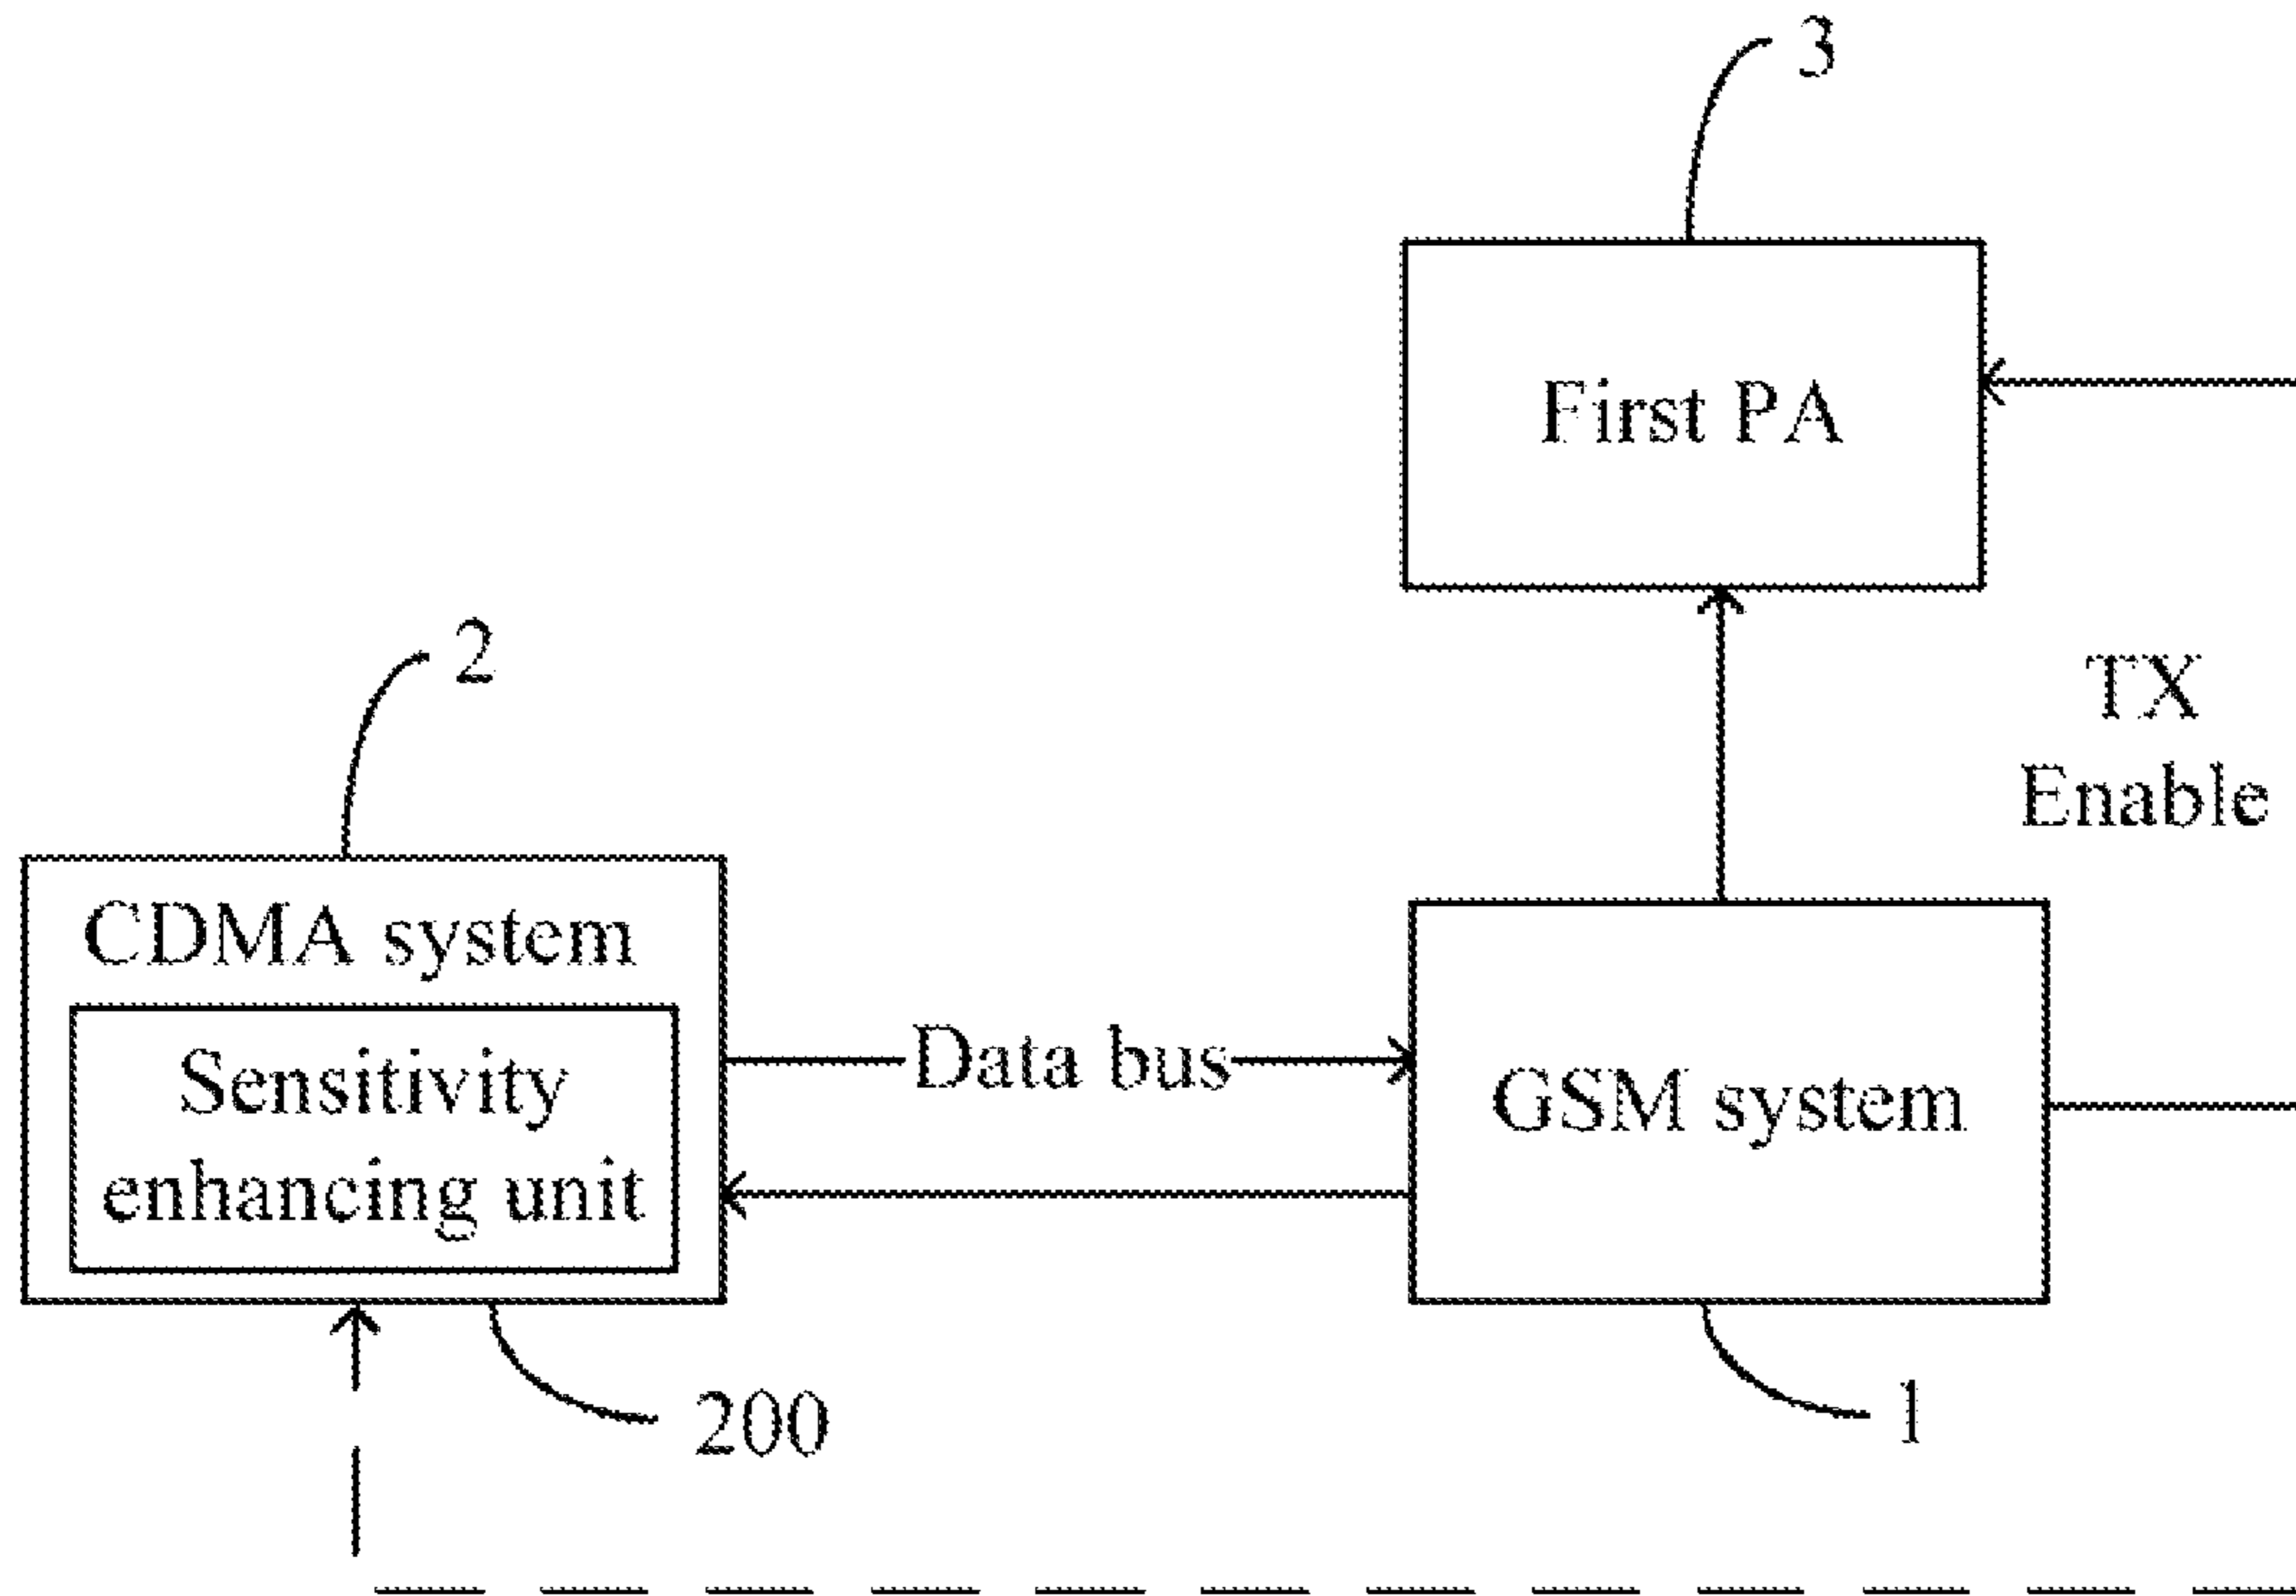 3
First PA
TX
Enable
2
CDMA system
Sensitivity
enhancing unit
Data bus
GSM system
200
1